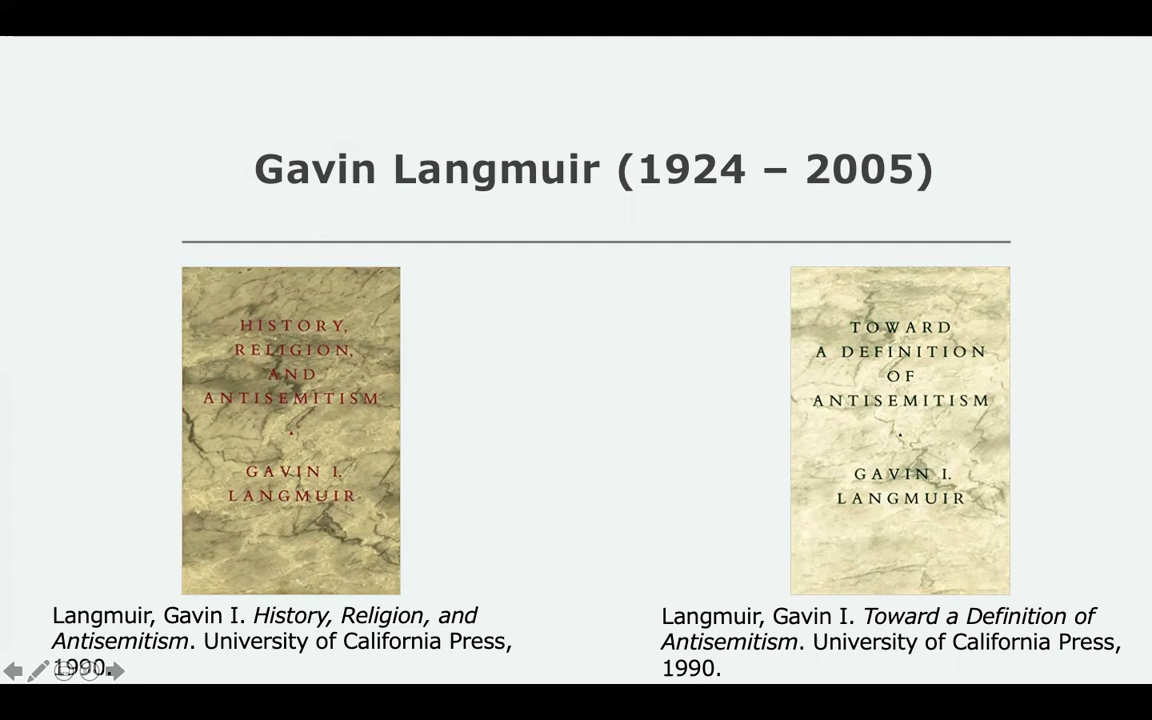 Gavin Langmuir (1924 – 2005)
HISTORY,
RELIGION,
AND
ANTISEMITISM
GAVIN I.
LANGMUIR
TOWARD
A DEFINITION
OF
ANTISEMITISM
GAVIN I.
LANGMUIR
Langmuir, Gavin I. History, Religion, and
Antisemitism. University of California Press,
1990.
Langmuir, Gavin I. Toward a Definition of
Antisemitism. University of California Press,
1990.